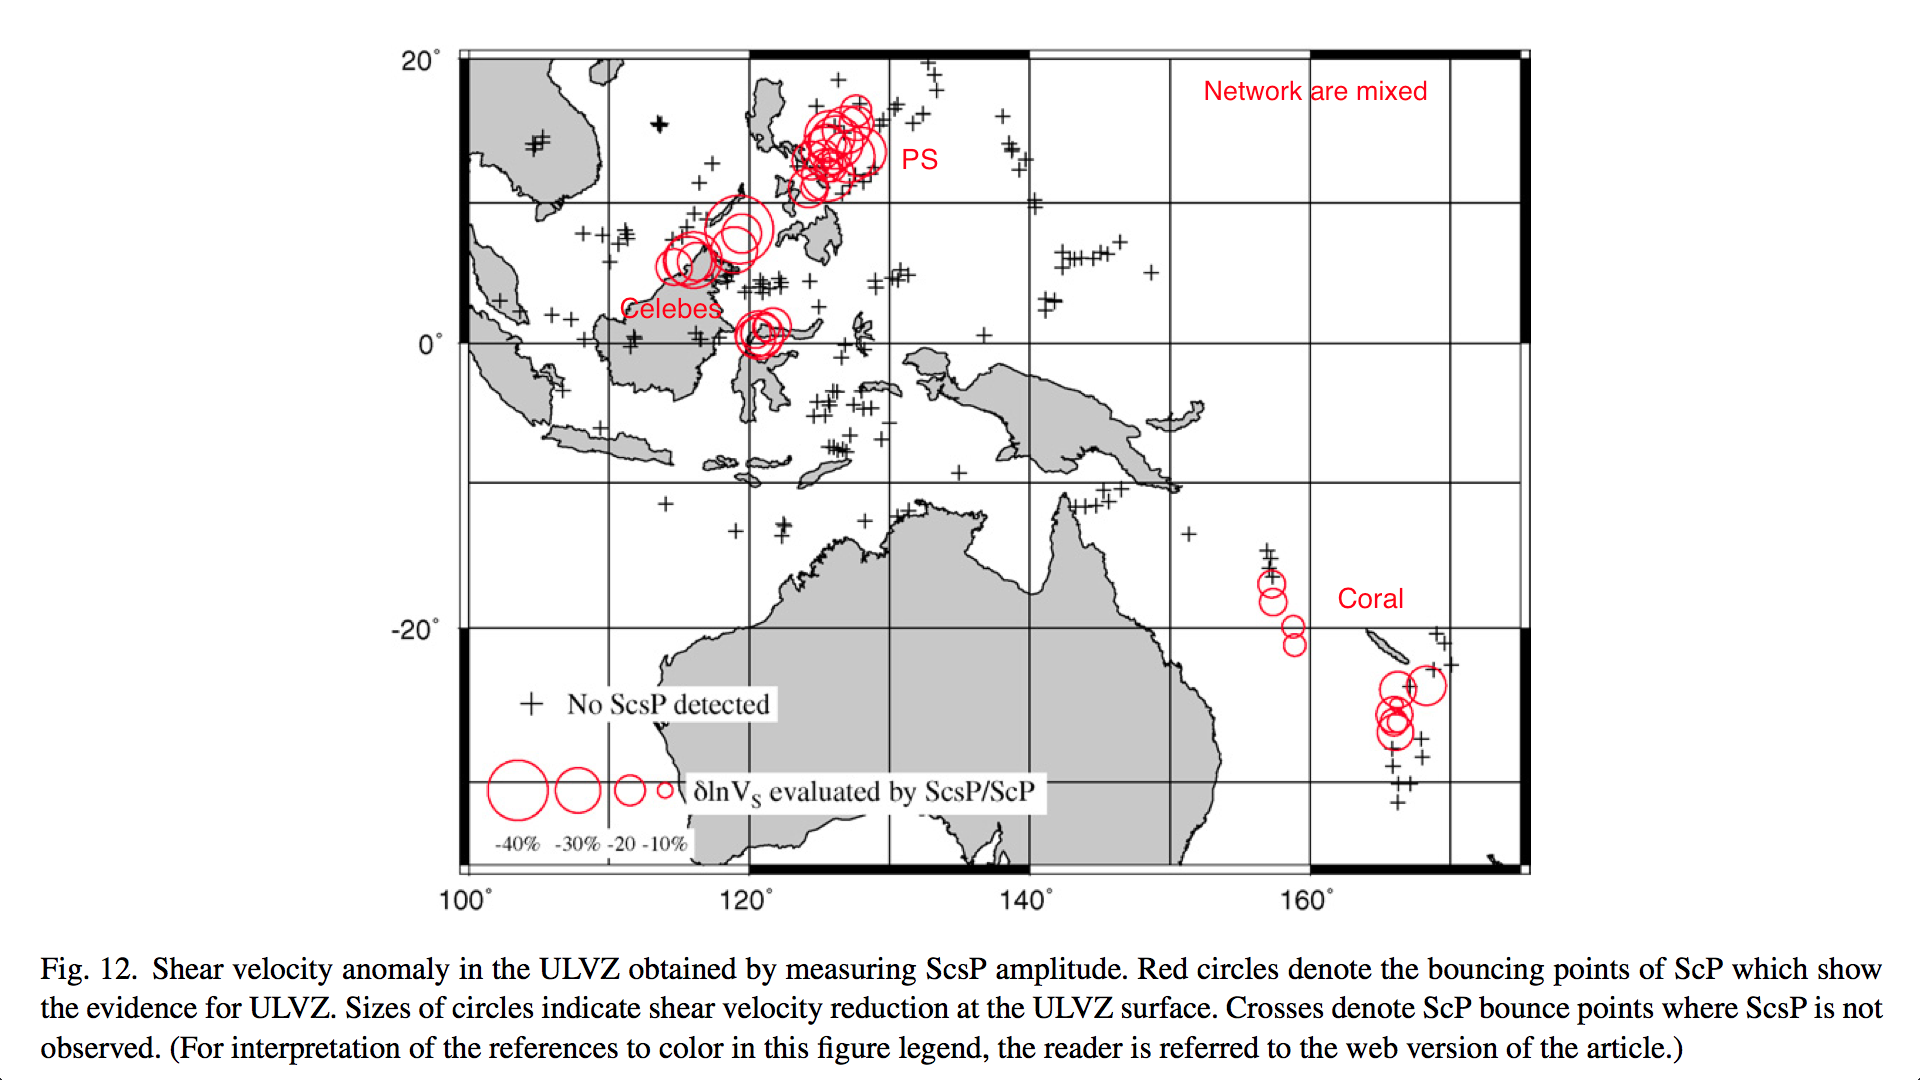 20°
Network are mixed
PS
Celebes
0°
Coral
-20°
No ScsP detected
δlnVS evaluated by ScsP/ScP
-40% -30% -20 -10%
100° 120° 140° 160°
Fig. 12. Shear velocity anomaly in the ULVZ obtained by measuring ScsP amplitude. Red circles denote the bouncing points of ScP which show
the evidence for ULVZ. Sizes of circles indicate shear velocity reduction at the ULVZ surface. Crosses denote ScP bounce points where ScsP is not
observed. (For interpretation of the references to color in this figure legend, the reader is referred to the web version of the article.)